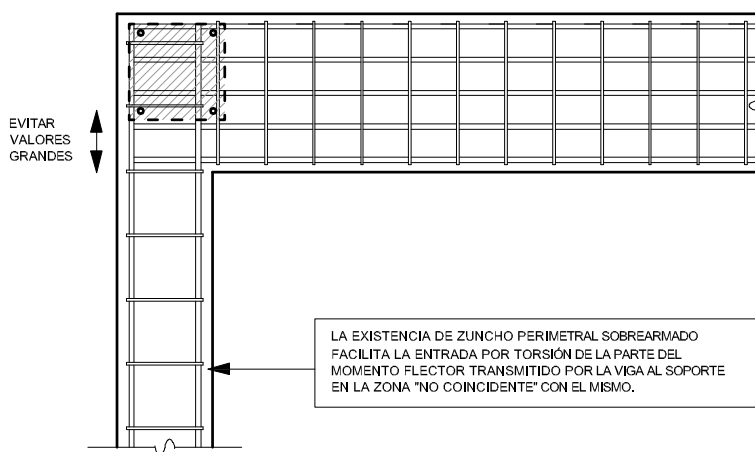 EVITAR
VALORES
GRANDES
LA EXISTENCIA DE ZUNCHO PERIMETRAL SOBREARMADO
FACILITA LA ENTRADA POR TORSIÓN DE LA PARTE DEL
MOMENTO FLECTOR TRANSMITIDO POR LA VIGA AL SOPORTE
EN LA ZONA "NO COINCIDENTE" CON EL MISMO.